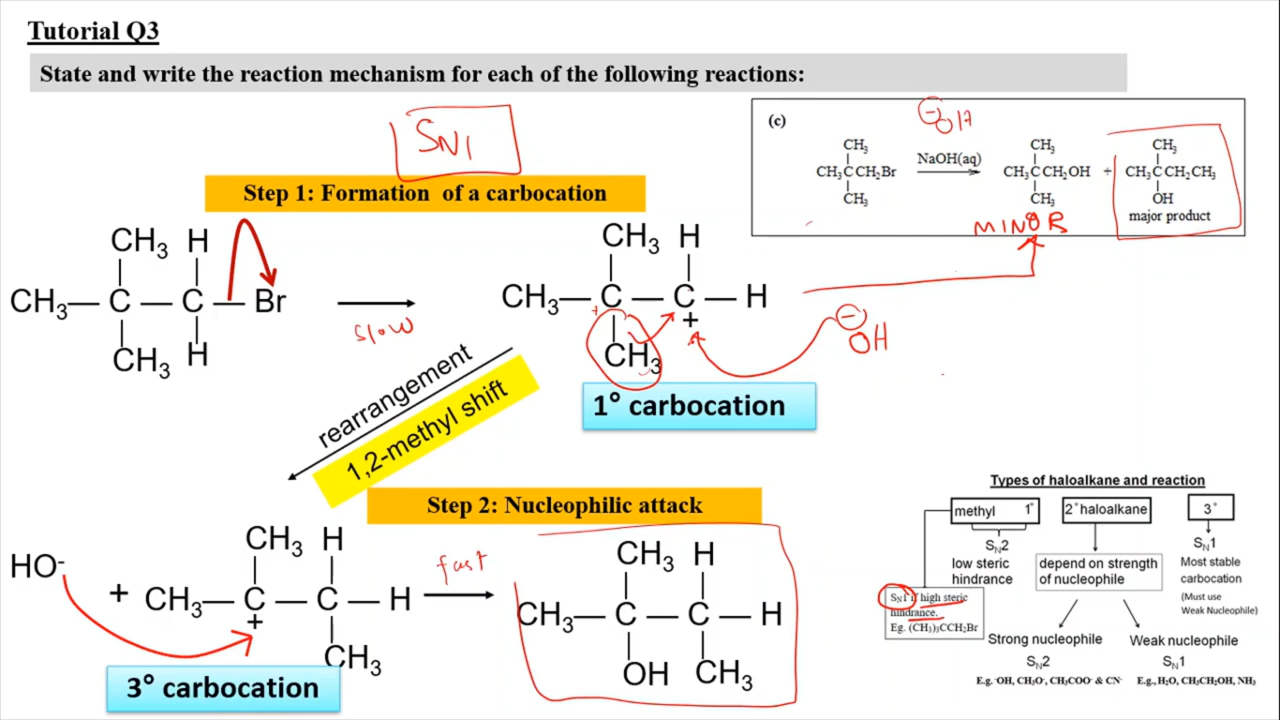 Tutorial Q3
State and write the reaction mechanism for each of the following reactions:
SN1
(c)
⊖OH
CH₃ CH₃ CH₃
CH₃CCH₂Br NaOH(aq) CH₃CCH₂OH + CH₃CCH₂CH₃
CH₃ CH₃ OH
MINOR major product
Step 1: Formation of a carbocation
CH₃ H
CH₃— C — C — Br
CH₃ H
slow
CH₃ H
CH₃— C — C — H
+ +
CH₃
⊖OH
1° carbocation
rearrangement
1,2-methyl shift
Step 2: Nucleophilic attack
CH₃ H
HO⁻ + CH₃— C — C — H
+
CH₃
3° carbocation
fast
CH₃ H
CH₃— C — C — H
OH CH₃
Types of haloalkane and reaction
methyl 1° 2° haloalkane 3°
SN2
low steric
hindrance
depend on strength
of nucleophile
SN1
Most stable
carbocation
(Must use
Weak Nucleophile)
SN1 if high steric
hindrance.
Eg. (CH₃)₃CCH₂Br
Strong nucleophile
SN2
E.g. ⁻OH, CH₃O⁻, CH₃COO⁻ & CN⁻
Weak nucleophile
SN1
E.g., H₂O, CH₃CH₂OH, NH₃